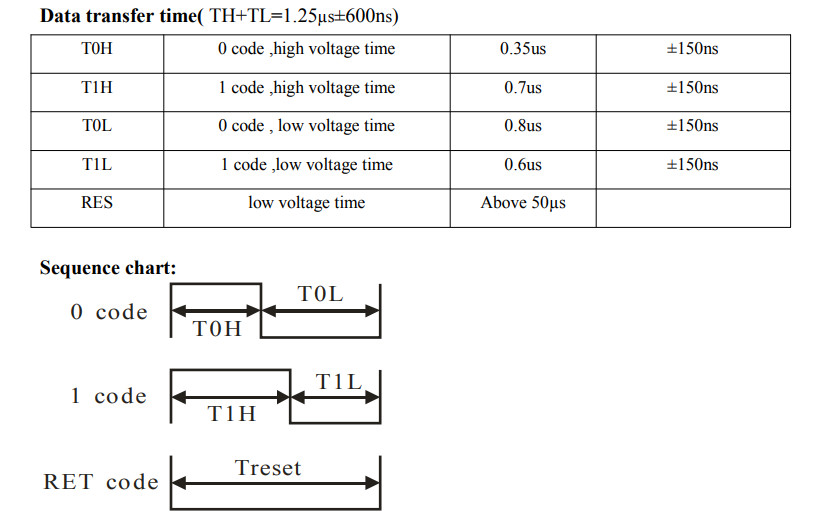 Data transfer time( TH+TL=1.25µs±600ns)
T0H 0 code ,high voltage time 0.35us ±150ns
T1H 1 code ,high voltage time 0.7us ±150ns
T0L 0 code , low voltage time 0.8us ±150ns
T1L 1 code ,low voltage time 0.6us ±150ns
RES low voltage time Above 50µs
Sequence chart:
0 code T0H T0L
1 code T1H T1L
RET code Treset